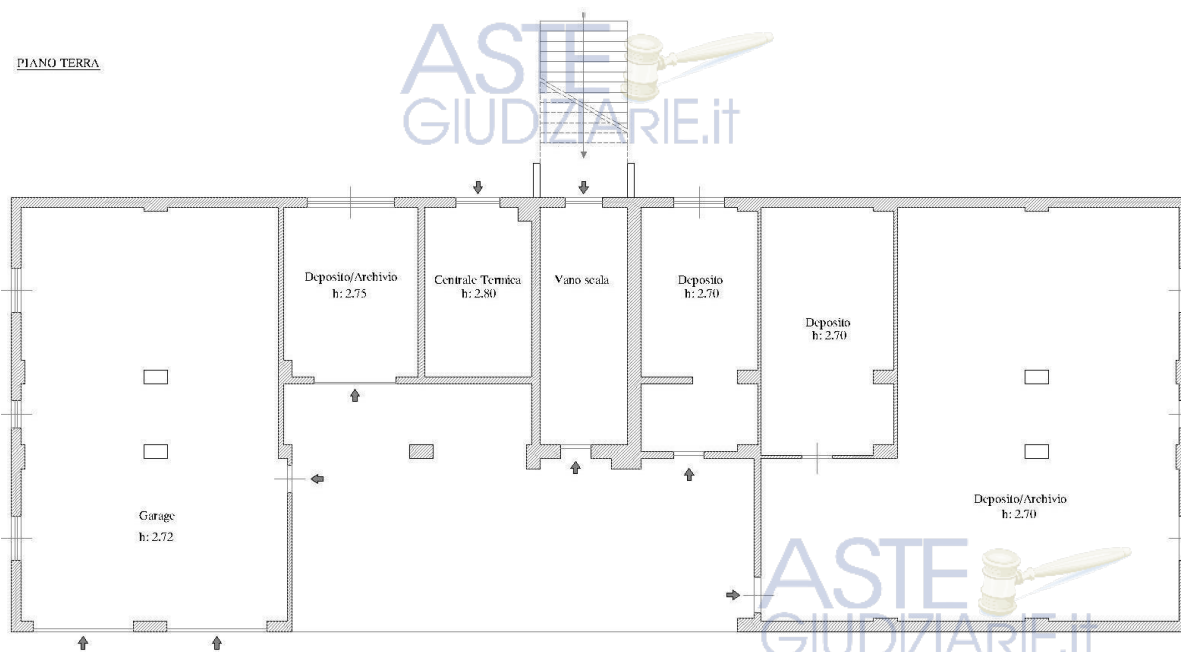 PIANO TERRA
ASTE
GIUDIZIARIE.it
Deposito/Archivio
h: 2.75
Centrale Termica
h: 2.80
Vano scala
Deposito
h: 2.70
Deposito
h: 2.70
Garage
h: 2.72
Deposito/Archivio
h: 2.70
ASTE
GIUDIZIARIE.it